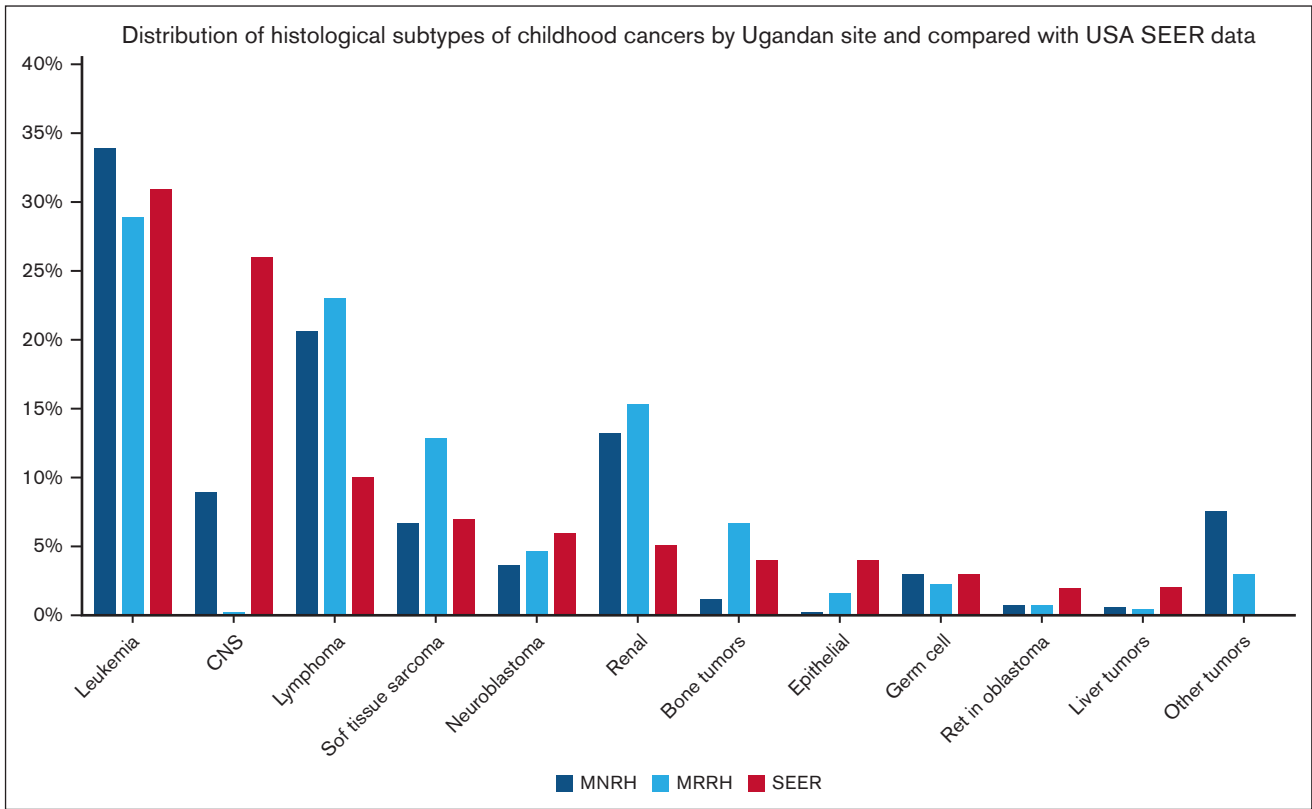 Distribution of histological subtypes of childhood cancers by Ugandan site and compared with USA SEER data
40%
35%
30%
25%
20%
15%
10%
5%
0%
Leukemia
CNS
Lymphoma
Sof tissue sarcoma
Neuroblastoma
Renal
Bone tumors
Epithelial
Germ cell
Ret in oblastoma
Liver tumors
Other tumors
MNRH MRRH SEER